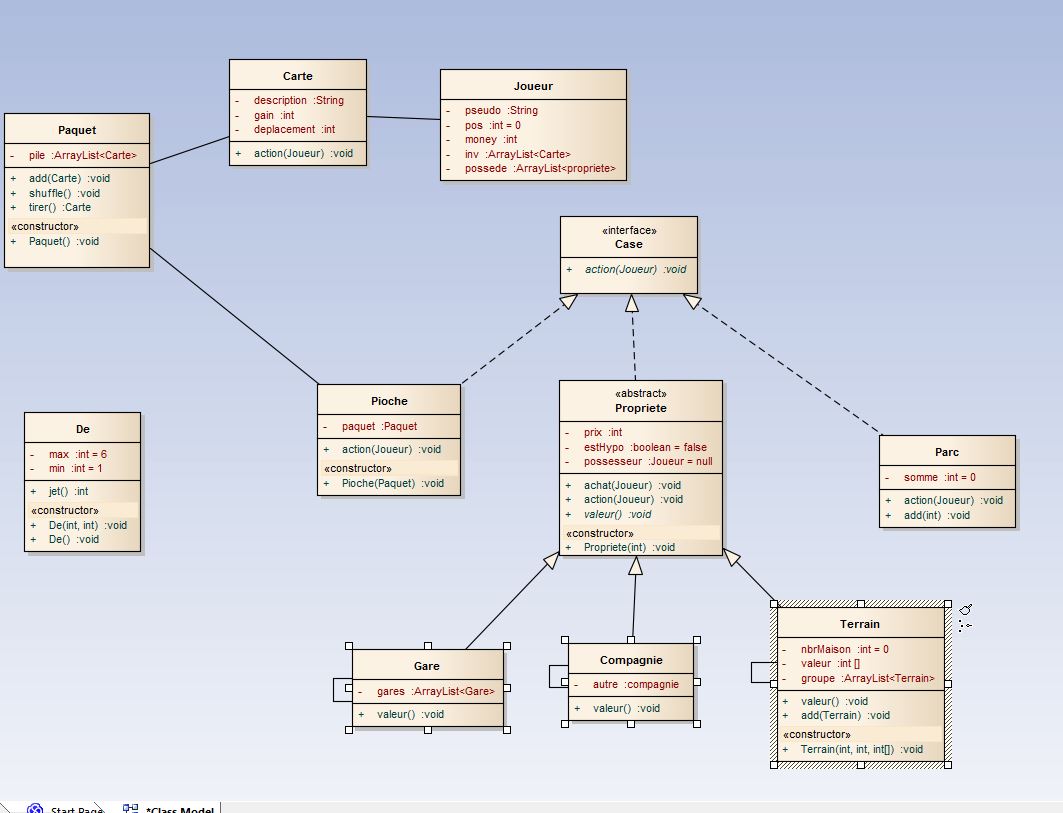 Carte
- description :String
- gain :int
- deplacement :int
+ action(Joueur) :void
Joueur
- pseudo :String
- pos :int = 0
- money :int
- inv :ArrayList<Carte>
- possede :ArrayList<propriete>
Paquet
- pile :ArrayList<Carte>
+ add(Carte) :void
+ shuffle() :void
+ tirer() :Carte
«constructor»
+ Paquet() :void
«interface»
Case
+ action(Joueur) :void
Pioche
- paquet :Paquet
+ action(Joueur) :void
«constructor»
+ Pioche(Paquet) :void
«abstract»
Propriete
- prix :int
- estHypo :boolean = false
- possesseur :Joueur = null
+ achat(Joueur) :void
+ action(Joueur) :void
+ valeur() :void
«constructor»
+ Propriete(int) :void
Parc
- somme :int = 0
+ action(Joueur) :void
+ add(int) :void
De
- max :int = 6
- min :int = 1
+ jet() :int
«constructor»
+ De(int, int) :void
+ De() :void
Gare
- gares :ArrayList<Gare>
+ valeur() :void
Compagnie
- autre :compagnie
+ valeur() :void
Terrain
- nbrMaison :int = 0
- valeur :int []
- groupe :ArrayList<Terrain>
+ valeur() :void
+ add(Terrain) :void
«constructor»
+ Terrain(int, int, int[]) :void
Start Page
*Class Model